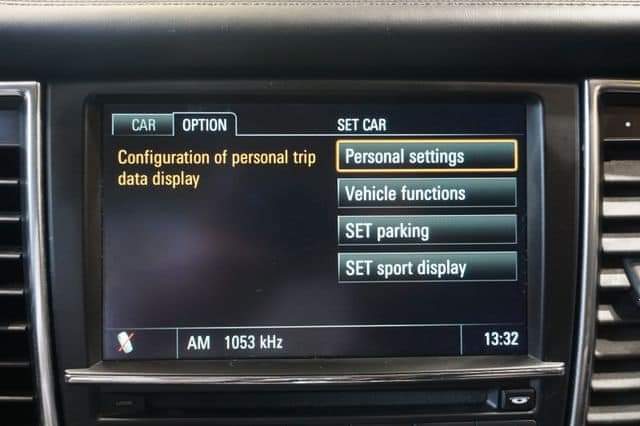 CAR OPTION SET CAR
Configuration of personal trip
data display
Personal settings
Vehicle functions
SET parking
SET sport display
AM 1053 kHz 13:32